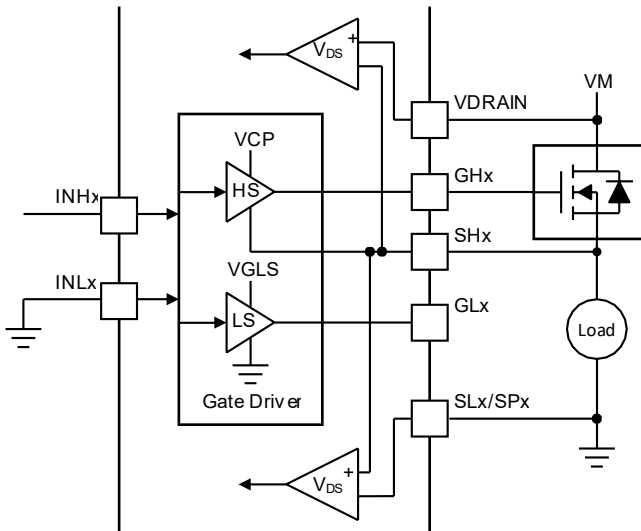 VDS
+
VM
VDRAIN
VCP
INHx
HS
GHx
SHx
INLx
VGLS
GLx
LS
Load
Gate Driver
SLx/SPx
VDS
+